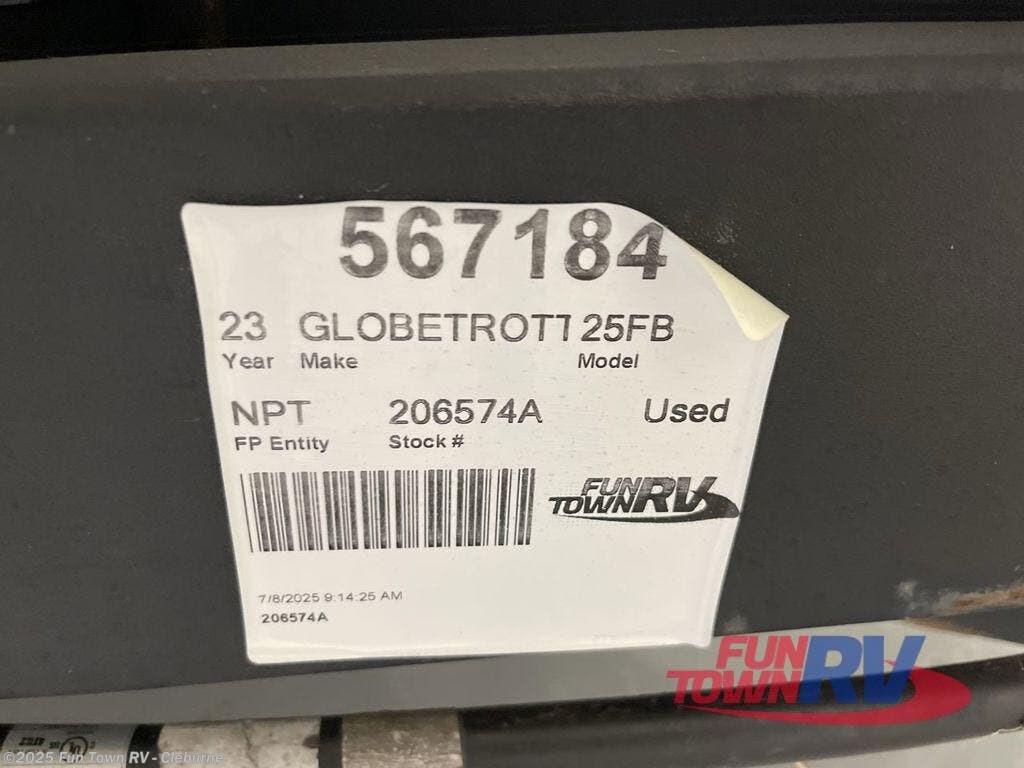 567184
23 GLOBETROTT 25FB
Year Make Model
NPT 206574A Used
FP Entity Stock #
FUN
TOWN RV
7/8/2025 9:14:25 AM
206574A
FUN
TOWN RV
©2025 Fun Town RV - Cleburne